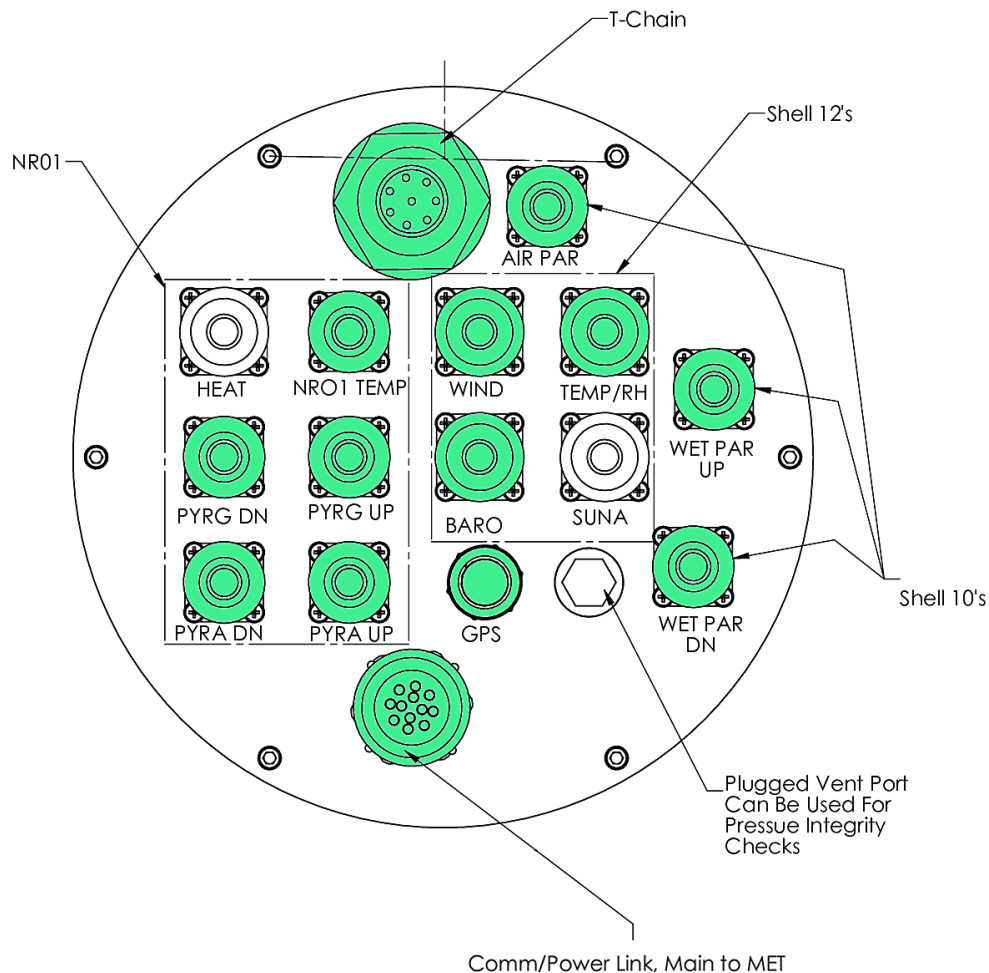 T-Chain
Shell 12's
NR01
AIR PAR
HEAT
NRO1 TEMP
WIND
TEMP/RH
WET PAR
UP
PYRG DN
PYRG UP
BARO
SUNA
Shell 10's
PYRA DN
PYRA UP
GPS
WET PAR
DN
Plugged Vent Port
Can Be Used For
Pressue Integrity
Checks
Comm/Power Link, Main to MET